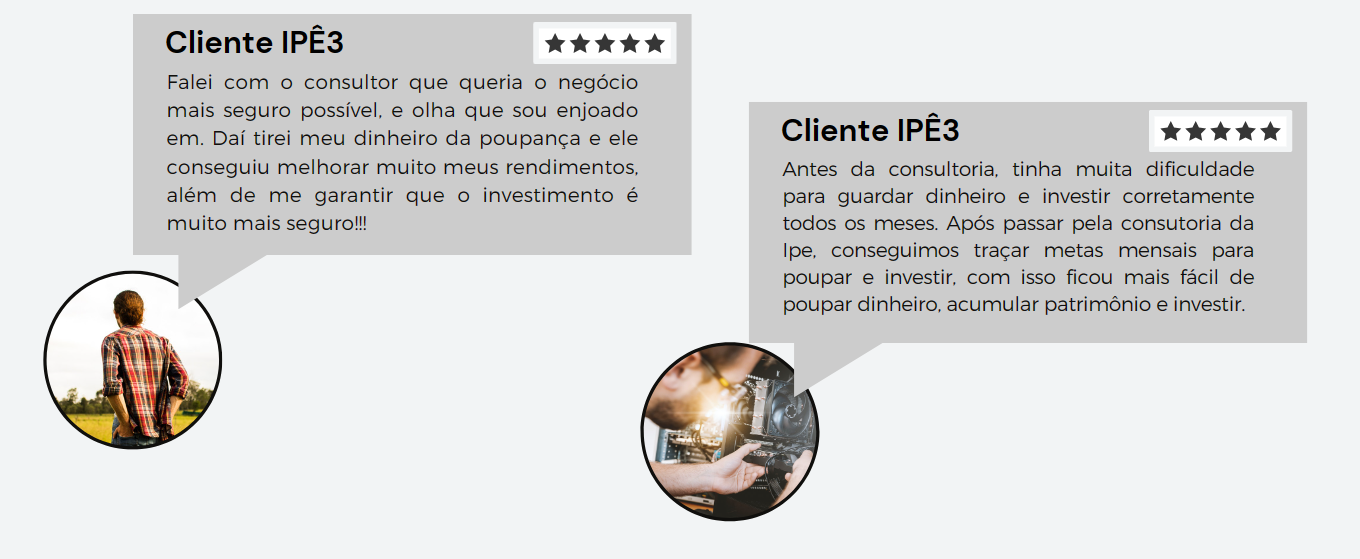 Cliente IPÊ3
Falei com o consultor que queria o negócio
mais seguro possível, e olha que sou enjoado
em. Daí tirei meu dinheiro da poupança e ele
conseguiu melhorar muito meus rendimentos,
além de me garantir que o investimento é
muito mais seguro!!!
Cliente IPÊ3
Antes da consultoria, tinha muita dificuldade
para guardar dinheiro e investir corretamente
todos os meses. Após passar pela consutoria da
Ipe, conseguimos traçar metas mensais para
poupar e investir, com isso ficou mais fácil de
poupar dinheiro, acumular patrimônio e investir.